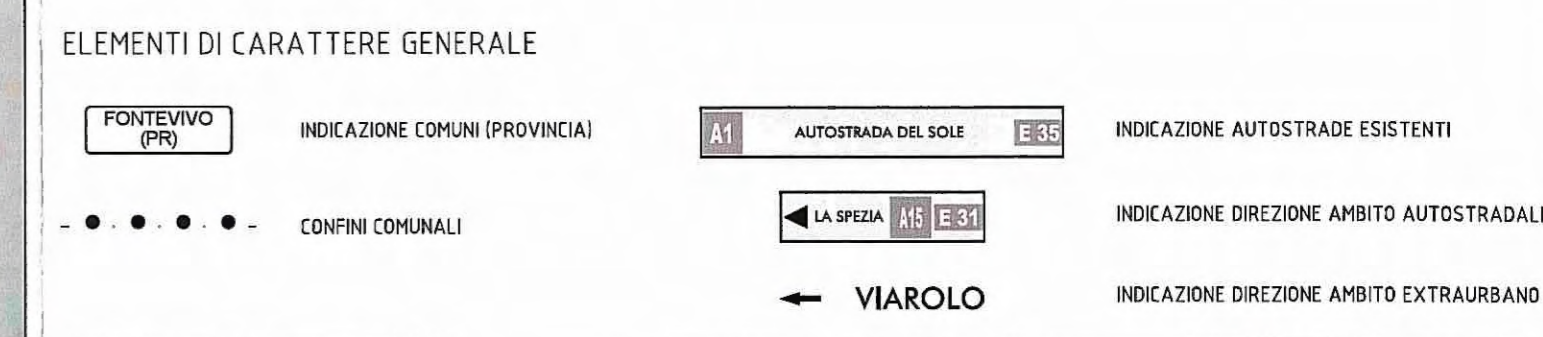 ELEMENTI DI CARATTERE GENERALE
FONTEVIVO
(PR)
INDICAZIONE COMUNI (PROVINCIA)
A1 AUTOSTRADA DEL SOLE E 35
INDICAZIONE AUTOSTRADE ESISTENTI
CONFINI COMUNALI
LA SPEZIA A15 E 31
INDICAZIONE DIREZIONE AMBITO AUTOSTRADALE
VIAROLO
INDICAZIONE DIREZIONE AMBITO EXTRAURBANO